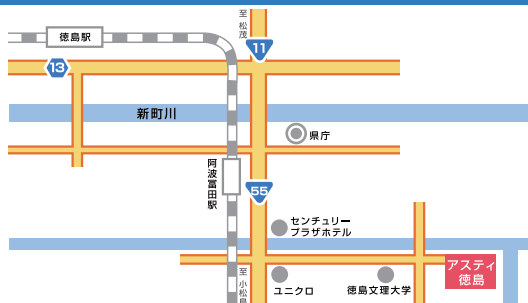 至 松茂
徳島駅
11
13
新町川
県庁
阿波富田駅
55
センチュリー
プラザホテル
アスティ
徳島
至 小松島
ユニクロ
徳島文理大学